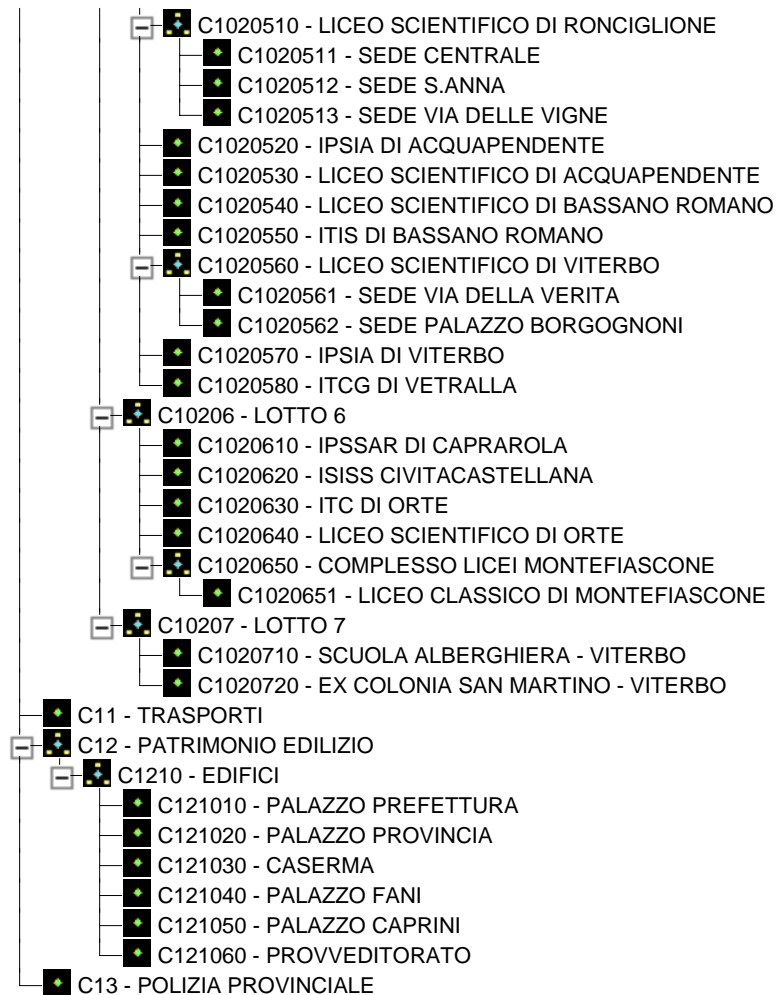 C1020510 - LICEO SCIENTIFICO DI RONCIGLIONE
C1020511 - SEDE CENTRALE
C1020512 - SEDE S.ANNA
C1020513 - SEDE VIA DELLE VIGNE
C1020520 - IPSIA DI ACQUAPENDENTE
C1020530 - LICEO SCIENTIFICO DI ACQUAPENDENTE
C1020540 - LICEO SCIENTIFICO DI BASSANO ROMANO
C1020550 - ITIS DI BASSANO ROMANO
C1020560 - LICEO SCIENTIFICO DI VITERBO
C1020561 - SEDE VIA DELLA VERITA
C1020562 - SEDE PALAZZO BORGOGNONI
C1020570 - IPSIA DI VITERBO
C1020580 - ITCG DI VETRALLA
C10206 - LOTTO 6
C1020610 - IPSSAR DI CAPRAROLA
C1020620 - ISISS CIVITACASTELLANA
C1020630 - ITC DI ORTE
C1020640 - LICEO SCIENTIFICO DI ORTE
C1020650 - COMPLESSO LICEI MONTEFIASCONE
C1020651 - LICEO CLASSICO DI MONTEFIASCONE
C10207 - LOTTO 7
C1020710 - SCUOLA ALBERGHIERA - VITERBO
C1020720 - EX COLONIA SAN MARTINO - VITERBO
C11 - TRASPORTI
C12 - PATRIMONIO EDILIZIO
C1210 - EDIFICI
C121010 - PALAZZO PREFETTURA
C121020 - PALAZZO PROVINCIA
C121030 - CASERMA
C121040 - PALAZZO FANI
C121050 - PALAZZO CAPRINI
C121060 - PROVVEDITORATO
C13 - POLIZIA PROVINCIALE